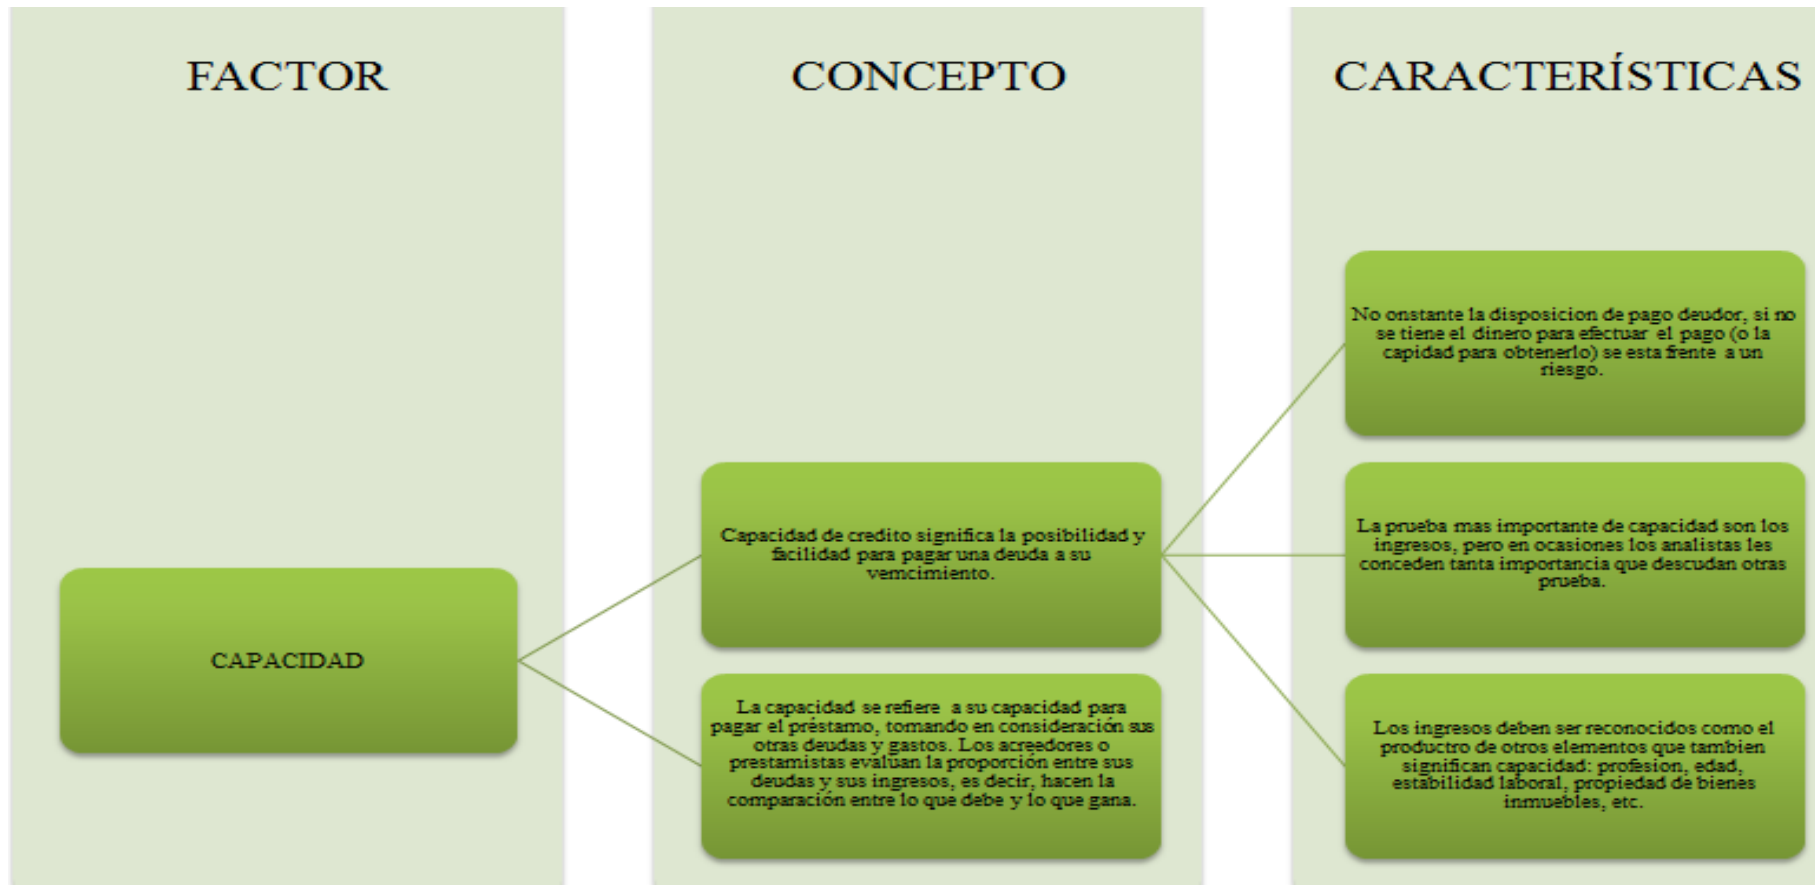 FACTOR
CONCEPTO
CARACTERÍSTICAS
CAPACIDAD
Capacidad de credito significa la posibilidad y
facilidad para pagar una deuda a su
vemcimiento.
La capacidad se refiere a su capacidad para
pagar el préstamo, tomando en consideración sus
otras deudas y gastos. Los acreedores o
prestamistas evalúan la proporción entre sus
deudas y sus ingresos, es decir, hacen la
comparación entre lo que debe y lo que gana.
No onstante la disposicion de pago deudor, si no
se tiene el dinero para efectuar el pago (o la
capidad para obtenerlo) se esta frente a un
riesgo.
La prueba mas importante de capacidad son los
ingresos, pero en ocasiones los analistas les
conceden tanta importancia que descudan otras
prueba.
Los ingresos deben ser reconocidos como el
productro de otros elementos que tambien
significan capacidad: profesion, edad,
estabilidad laboral, propiedad de bienes
inmuebles, etc.